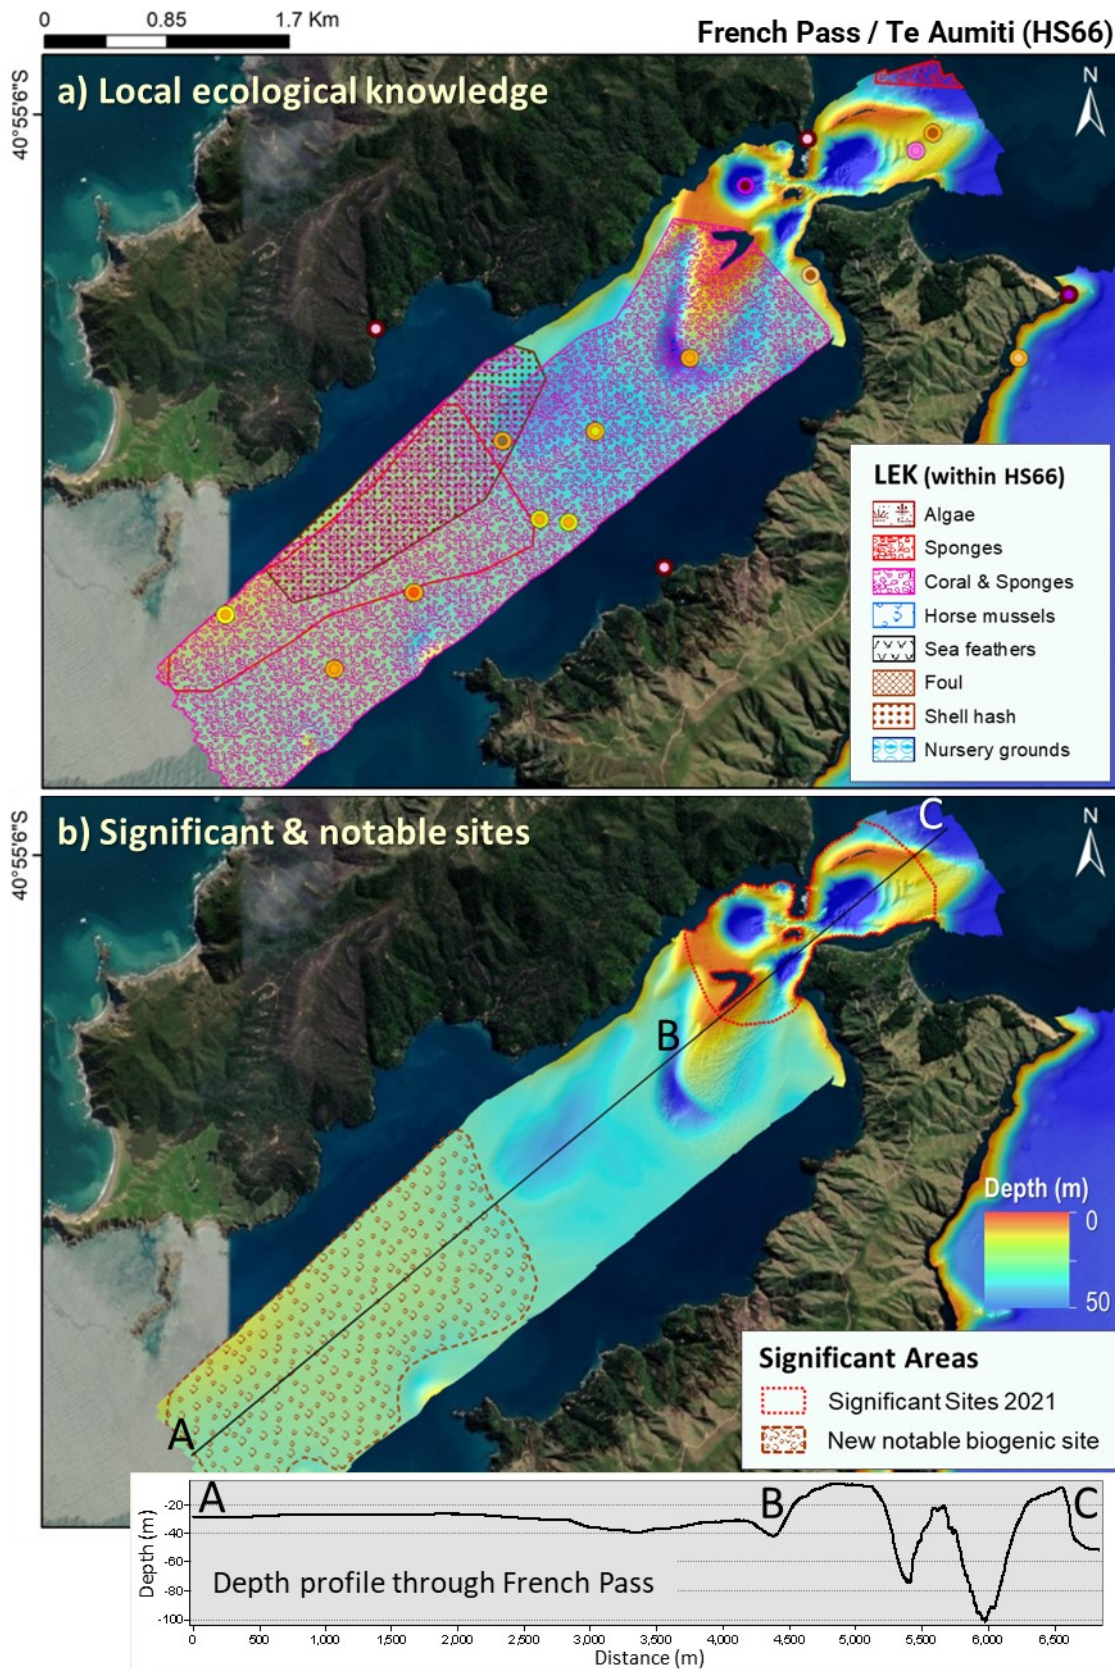 0 0.85 1.7 Km
French Pass / Te Aumiti (HS66)
a) Local ecological knowledge
N
40°55'6"S
LEK (within HS66)
Algae
Sponges
Coral & Sponges
Horse mussels
Sea feathers
Foul
Shell hash
Nursery grounds
b) Significant & notable sites
C
N
40°55'6"S
B
Depth (m)
0
50
Significant Areas
Significant Sites 2021
New notable biogenic site
A
A B C
-20
-40
-60
-80
-100
Depth (m)
Depth profile through French Pass
0 500 1,000 1,500 2,000 2,500 3,000 3,500 4,000 4,500 5,000 5,500 6,000 6,500
Distance (m)